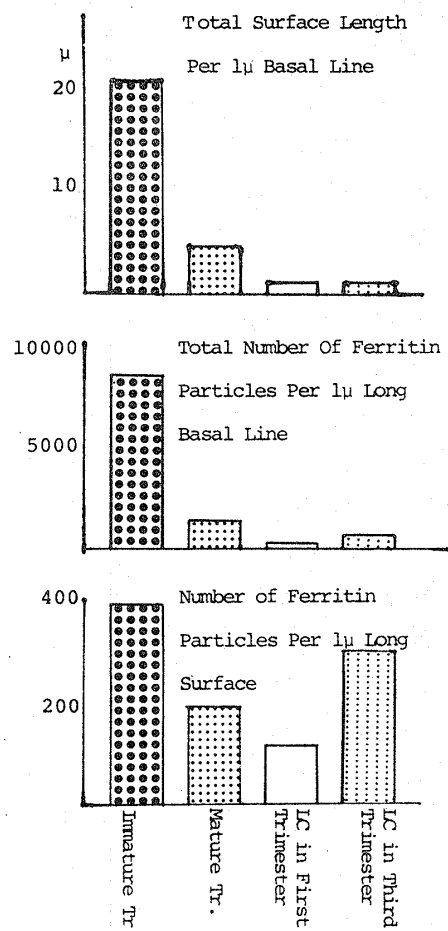 Total Surface Length
Per 1μ Basal Line
μ
20
10
10000
Total Number Of Ferritin
Particles Per 1μ Long
Basal Line
5000
400
Number of Ferritin
Particles Per 1μ Long
Surface
200
Immature Tr
Mature Tr.
LC in First
Trimester
LC in Third
Trimester